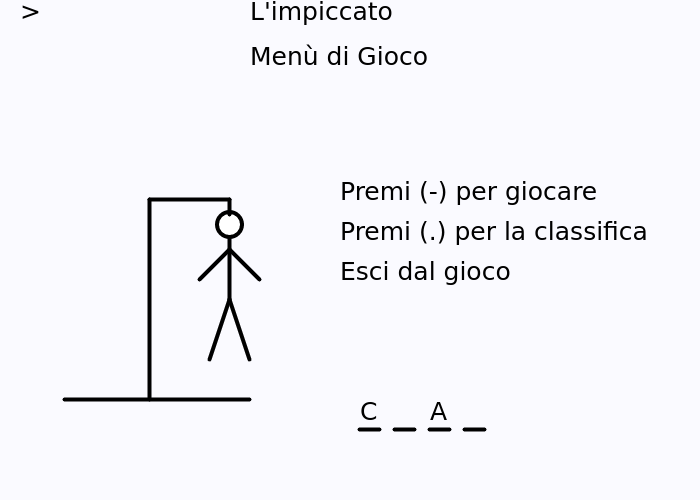 >
L'impiccato
Menù di Gioco
Premi (-) per giocare
Premi (.) per la classifica
Esci dal gioco
C _ A _